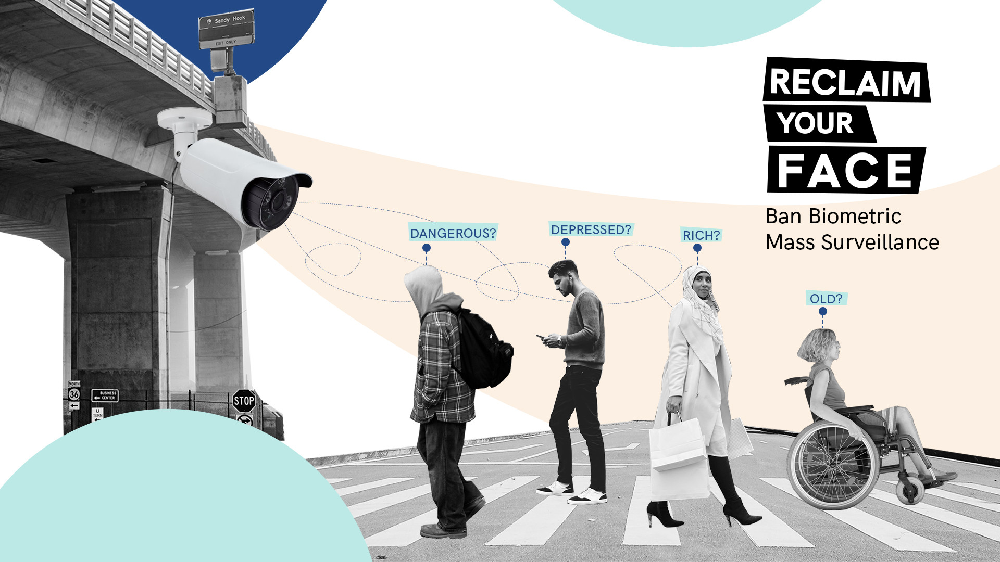 Sandy Hook
EXIT ONLY
RECLAIM
YOUR
FACE
Ban Biometric
Mass Surveillance
DANGEROUS?
DEPRESSED?
RICH?
OLD?
NORTH
36
BUSINESS
CENTER
U
TURN
STOP